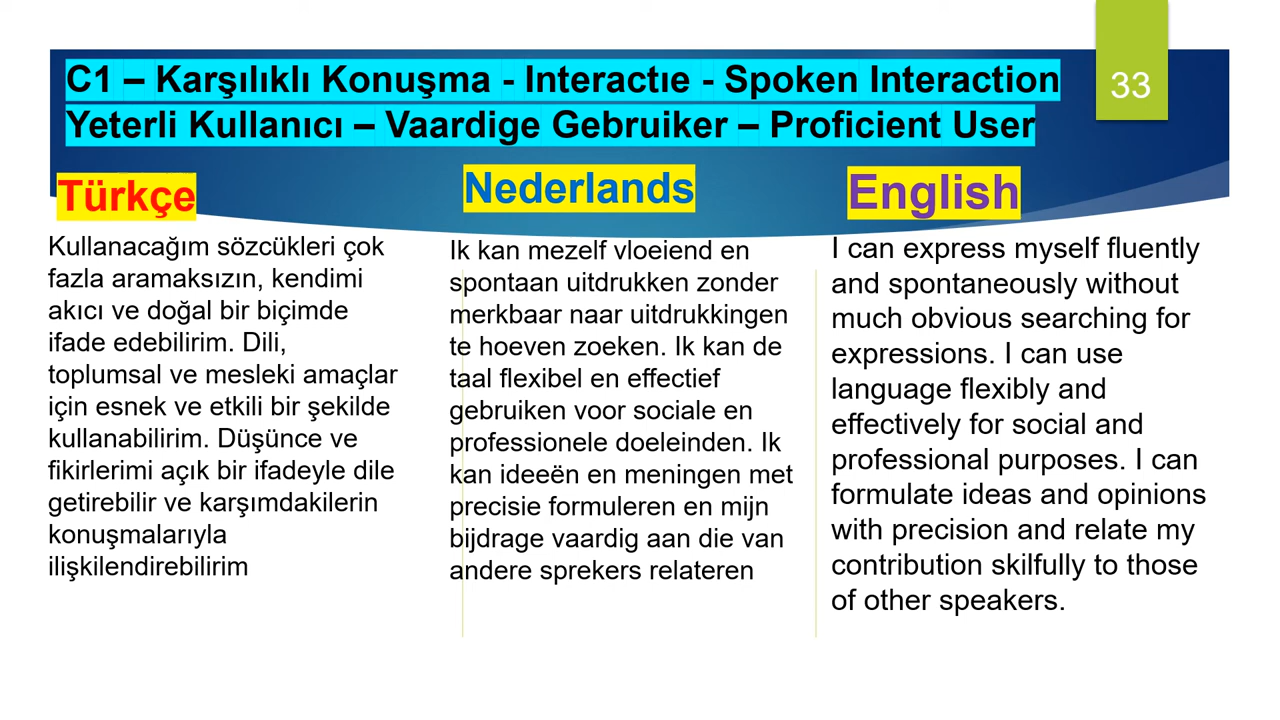 C1 – Karşılıklı Konuşma - Interactıe - Spoken Interaction
Yeterli Kullanıcı – Vaardige Gebruiker – Proficient User
33
Türkçe
Kullanacağım sözcükleri çok
fazla aramaksızın, kendimi
akıcı ve doğal bir biçimde
ifade edebilirim. Dili,
toplumsal ve mesleki amaçlar
için esnek ve etkili bir şekilde
kullanabilirim. Düşünce ve
fikirlerimi açık bir ifadeyle dile
getirebilir ve karşımdakilerin
konuşmalarıyla
ilişkilendirebilirim
Nederlands
Ik kan mezelf vloeiend en
spontaan uitdrukken zonder
merkbaar naar uitdrukkingen
te hoeven zoeken. Ik kan de
taal flexibel en effectief
gebruiken voor sociale en
professionele doeleinden. Ik
kan ideeën en meningen met
precisie formuleren en mijn
bijdrage vaardig aan die van
andere sprekers relateren
English
I can express myself fluently
and spontaneously without
much obvious searching for
expressions. I can use
language flexibly and
effectively for social and
professional purposes. I can
formulate ideas and opinions
with precision and relate my
contribution skilfully to those
of other speakers.